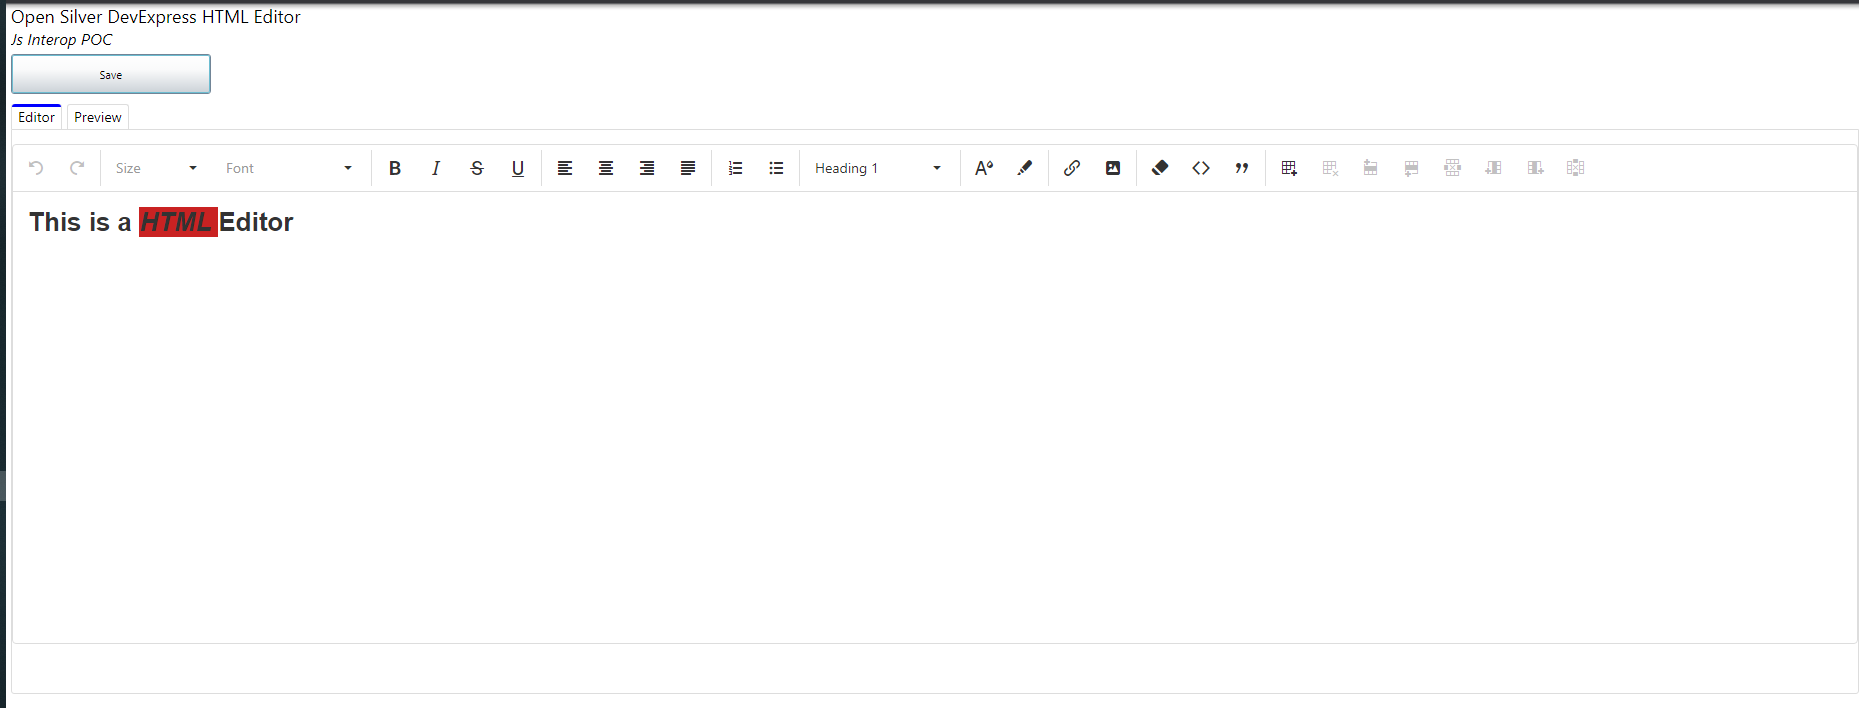 Open Silver DevExpress HTML Editor
Js Interop POC
Save
Editor Preview
Size Font B I S U Heading 1 A
This is a HTML Editor